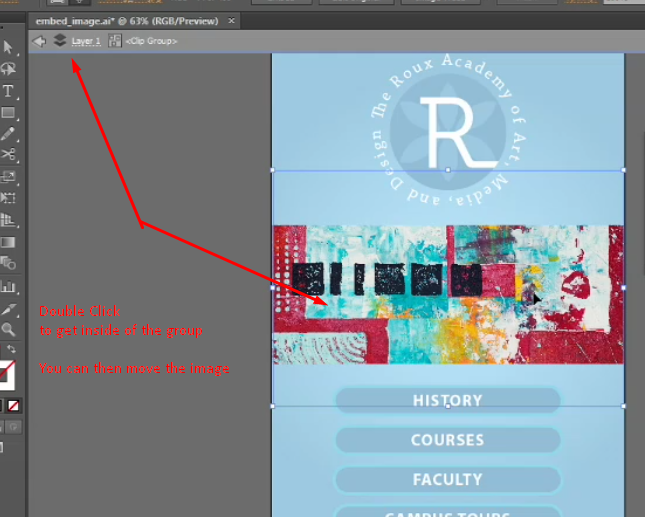 embed_image.ai* @ 63% (RGB/Preview) ×
Layer 1 <Clip Group>
The Roux Academy of Art, Media, and Design
R
Double Click
to get inside of the group
You can then move the image
HISTORY
COURSES
FACULTY
CAMPUS TOURS